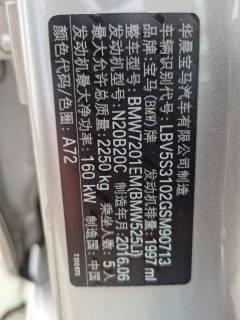 华晨宝马汽车有限公司制造
车辆识别代号:LBV5S3102GSM90713
品牌:宝马(BMW)牌
型号:BMW7201EMI(BMW525Li)
发动机型号:N20B20C
发动机排量:1997 ml
最大允许总质量:2250 kg
制造年月:2016.06
发动机最大净功率:160 kW
乘坐人数:5人
颜色代码/色图:A72
制造国:中国